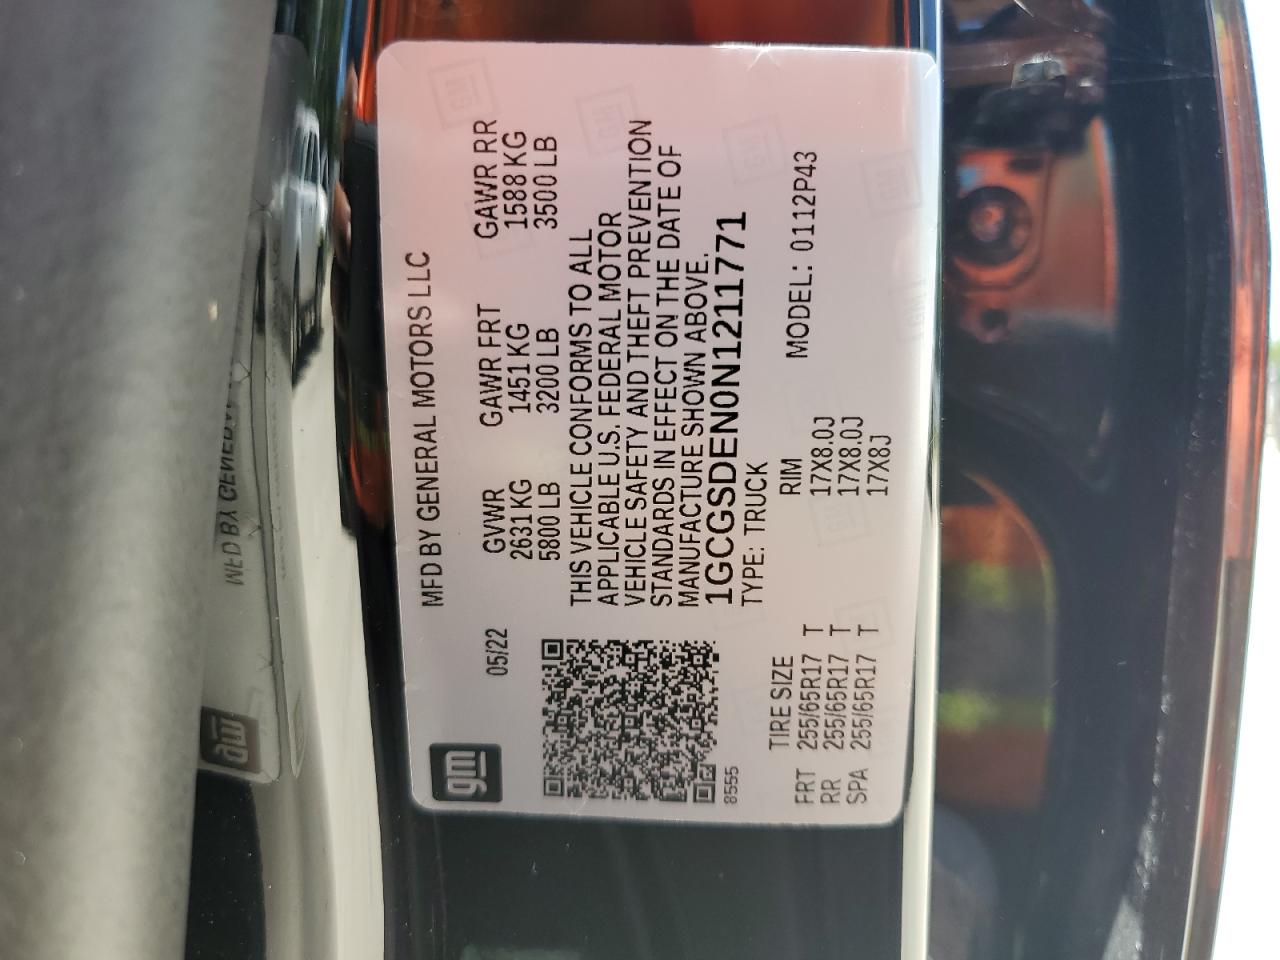 gm
05/22
MFD BY GENERAL MOTORS LLC
GVWR GAWR FRT GAWR RR
2631 KG 1451 KG 1588 KG
5800 LB 3200 LB 3500 LB
THIS VEHICLE CONFORMS TO ALL
APPLICABLE U.S. FEDERAL MOTOR
VEHICLE SAFETY AND THEFT PREVENTION
STANDARDS IN EFFECT ON THE DATE OF
MANUFACTURE SHOWN ABOVE.
1GCGSDEN0N1211771
8555
TYPE: TRUCK
TIRE SIZE RIM MODEL: 0112P43
FRT 255/65R17 T 17X8.0J
RR 255/65R17 T 17X8.0J
SPA 255/65R17 T 17X8J